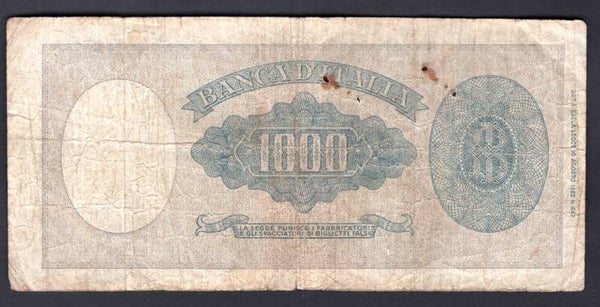 BANCA D'ITALIA
1000
LA LEGGE PUNISCE I FABBRICATORI
E GLI SPACCIATORI DI BIGLIETTI FALSI